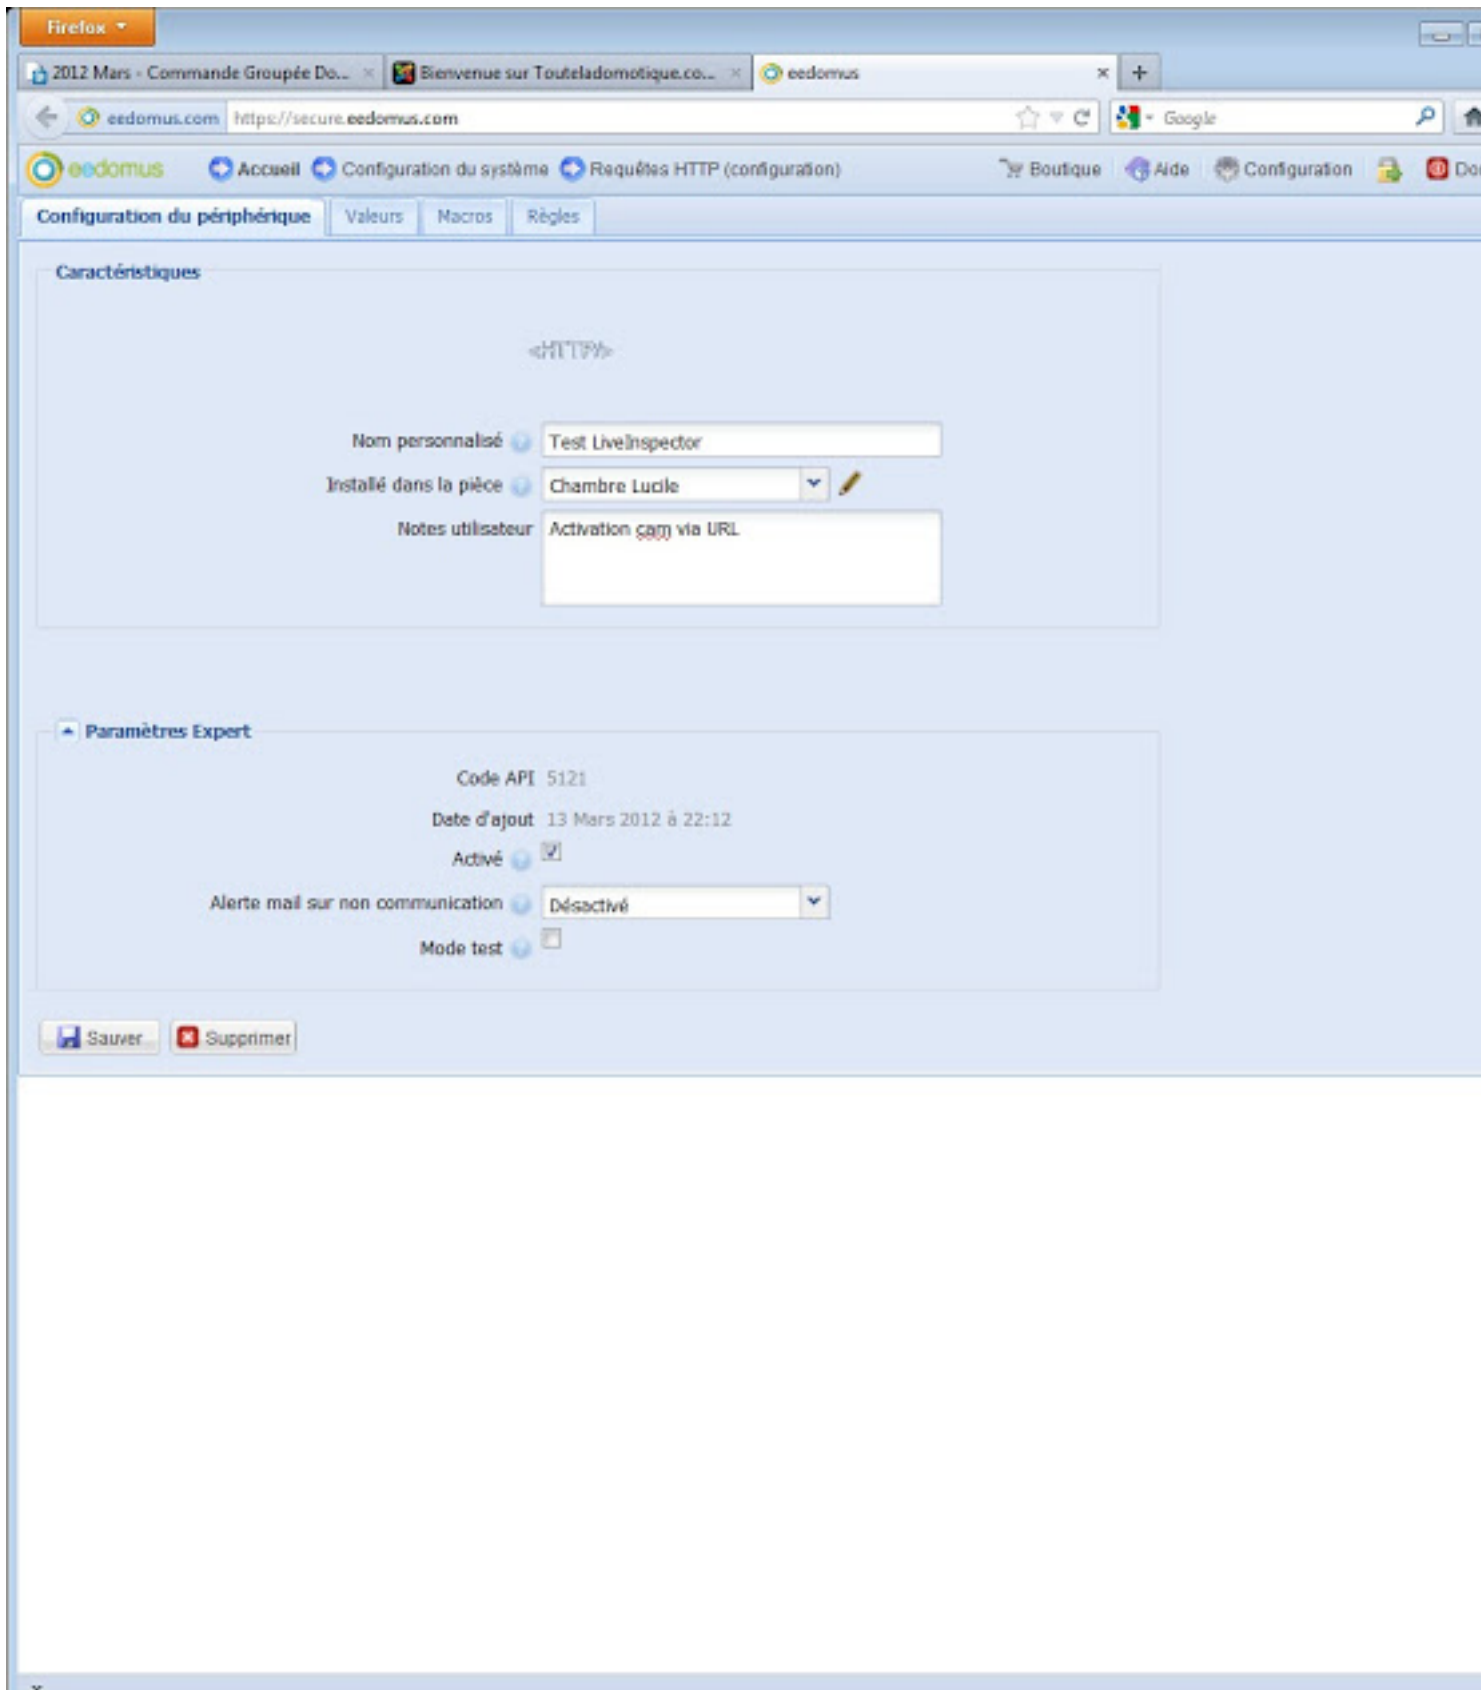 Firefox
2012 Mars - Commande Groupée Do... Bienvenue sur Touteladomotique.co... eedomus
eedomus.com https://secure.eedomus.com Google
eedomus Accueil Configuration du système Requêtes HTTP (configuration) Boutique Aide Configuration
Configuration du périphérique Valeurs Macros Règles
Caractéristiques
<HTTP/>
Nom personnalisé Test LiveInspector
Installé dans la pièce Chambre Lucile
Notes utilisateur Activation cam via URL
Paramètres Expert
Code API 5121
Date d'ajout 13 Mars 2012 à 22:12
Activé
Alerte mail sur non communication Désactivé
Mode test
Sauver Supprimer